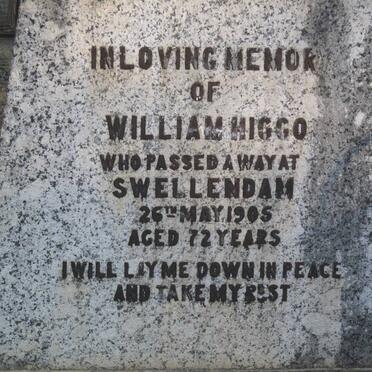 IN LOVING MEMOR
OF
WILLIAM HIGGO
WHO PASSED AWAY AT
SWELLENDAM
26TH MAY, 1905
AGED 72 YEARS
I WILL LAY ME DOWN IN PEACE
AND TAKE MY REST